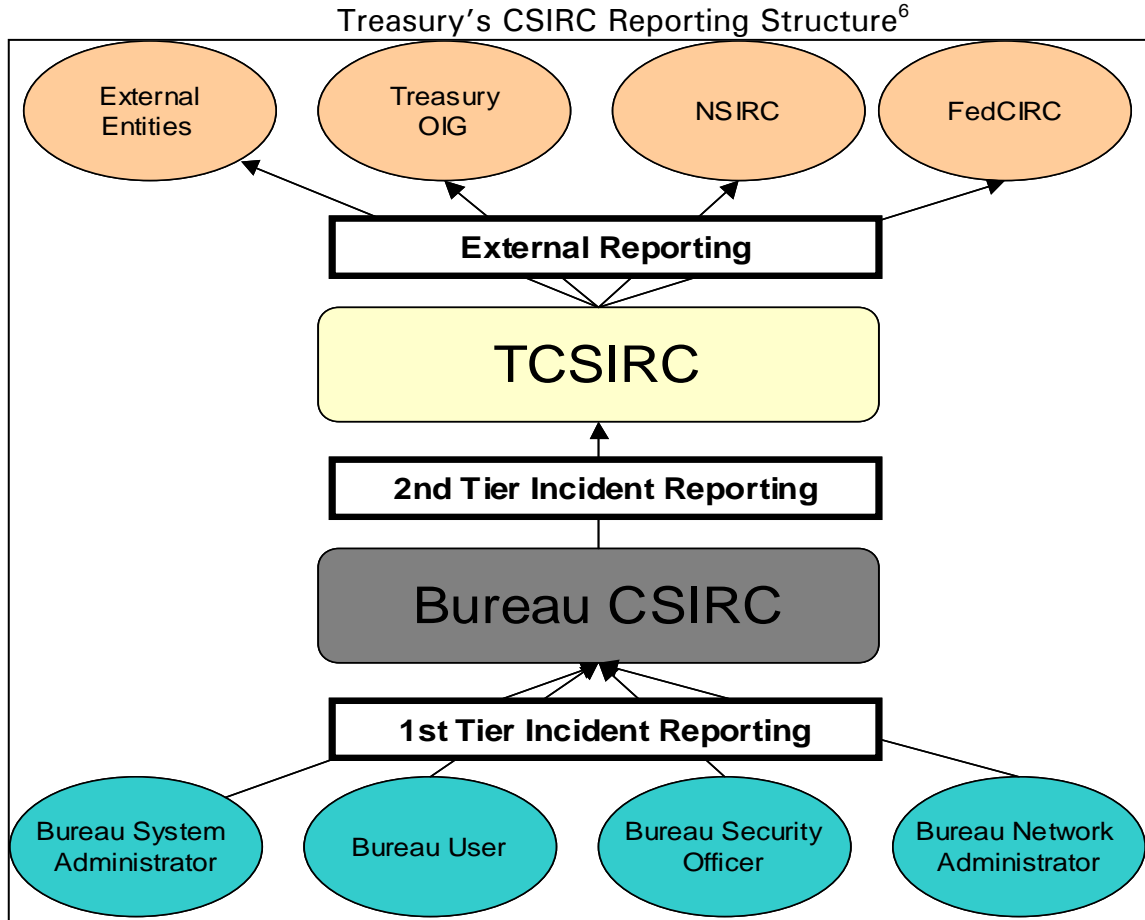 Treasury's CSIRC Reporting Structure6
External
Entities
Treasury
OIG
NSIRC
FedCIRC
External Reporting
TCSIRC
2nd Tier Incident Reporting
Bureau CSIRC
1st Tier Incident Reporting
Bureau System
Administrator
Bureau User
Bureau Security
Officer
Bureau Network
Administrator